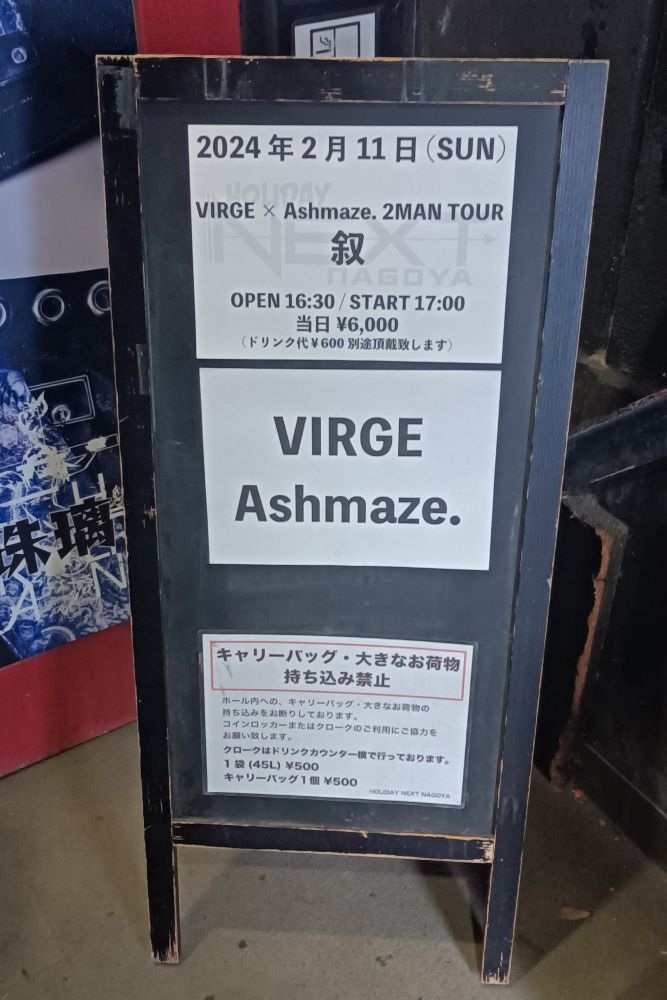 2024年2月11日(SUN)
HOLIDAY
NEXT
NAGOYA
VIRGE × Ashmaze. 2MAN TOUR
叙
OPEN 16:30 / START 17:00
当日 ¥6,000
(ドリンク代¥600 別途頂戴致します)
VIRGE
Ashmaze.
キャリーバッグ・大きなお荷物
持ち込み禁止
ホール内への、キャリーバッグ・大きなお荷物の
持ち込みをお断りしております。
コインロッカーまたはクロークのご利用にご協力を
お願い致します。
クロークはドリンクカウンター横で行っております。
1袋 (45L) ¥500
キャリーバッグ1個 ¥500
HOLIDAY NEXT NAGOYA
珠璃